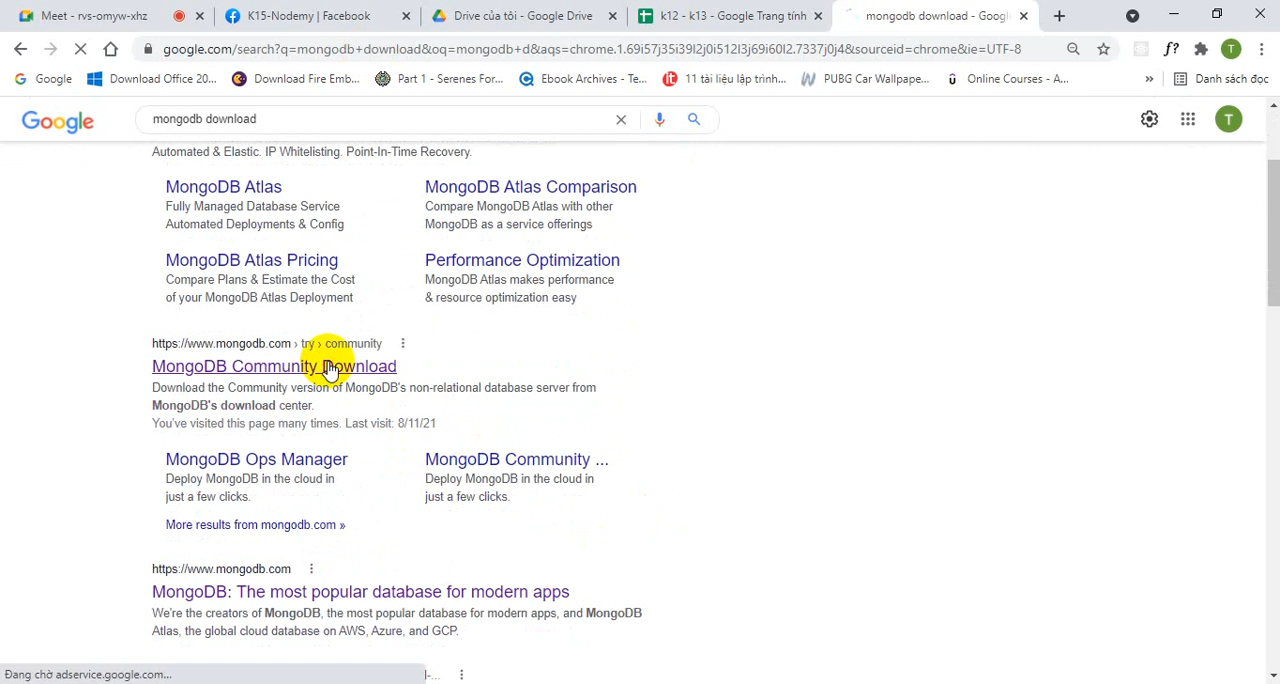 Meet - rvs-omyw-xhz
K15-Nodemy | Facebook
Drive của tôi - Google Drive
k12 - k13 - Google Trang tính
mongodb download - Goog
google.com/search?q=mongodb+download&oq=mongodb+d&aqs=chrome.1.69i57j35i39l2j0i512l3j69i60l2.7337j0j4&sourceid=chrome&ie=UTF-8
f?
T
Google
Download Office 20...
Download Fire Emb...
Part 1 - Serenes For...
Ebook Archives - Te...
11 tài liệu lập trình...
PUBG Car Wallpape...
Online Courses - A...
»
Danh sách đọc
Google
mongodb download
T
Automated & Elastic. IP Whitelisting. Point-In-Time Recovery.
MongoDB Atlas
Fully Managed Database Service
Automated Deployments & Config
MongoDB Atlas Comparison
Compare MongoDB Atlas with other
MongoDB as a service offerings
MongoDB Atlas Pricing
Compare Plans & Estimate the Cost
of your MongoDB Atlas Deployment
Performance Optimization
MongoDB Atlas makes performance
& resource optimization easy
https://www.mongodb.com › try › community
MongoDB Community Download
Download the Community version of MongoDB's non-relational database server from
MongoDB's download center.
You've visited this page many times. Last visit: 8/11/21
MongoDB Ops Manager
Deploy MongoDB in the cloud in
just a few clicks.
MongoDB Community ...
Deploy MongoDB in the cloud in
just a few clicks.
More results from mongodb.com »
https://www.mongodb.com
MongoDB: The most popular database for modern apps
We're the creators of MongoDB, the most popular database for modern apps, and MongoDB
Atlas, the global cloud database on AWS, Azure, and GCP.
Đang chờ adservice.google.com...